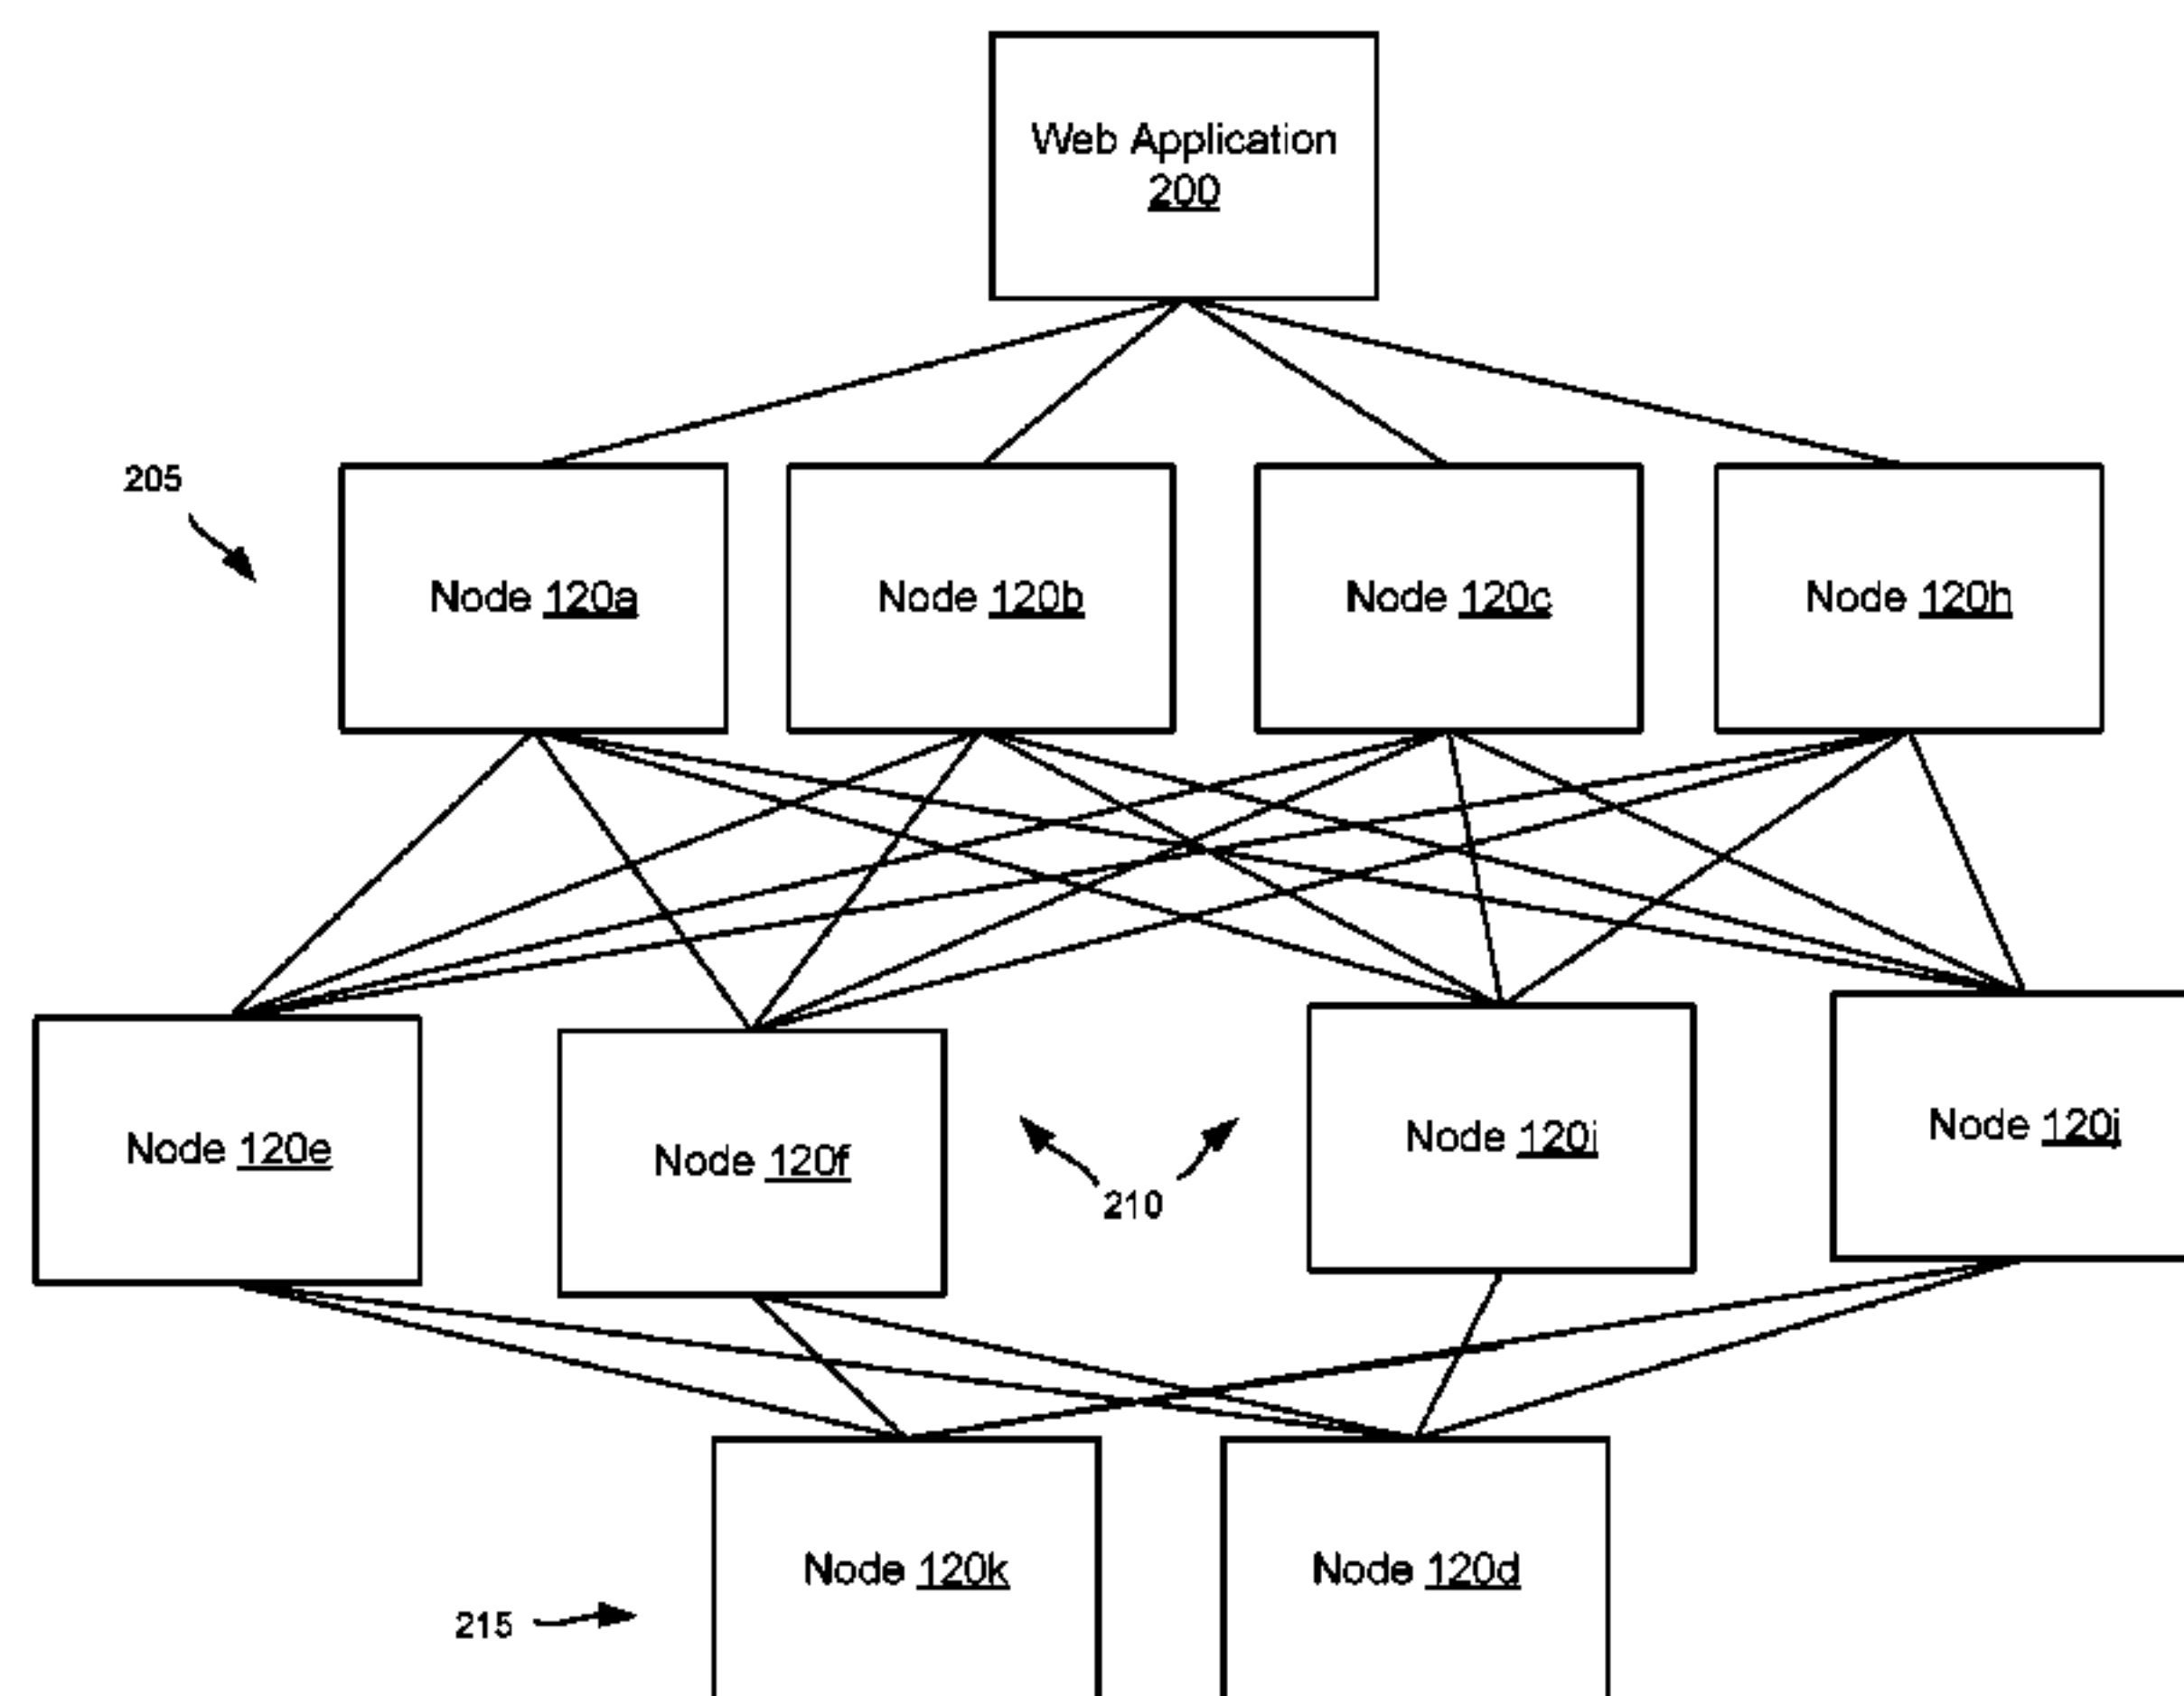 Web Application
200
205
Node 120a
Node 120b
Node 120c
Node 120h
Node 120e
Node 120f
Node 120i
Node 120j
210
Node 120k
Node 120d
215